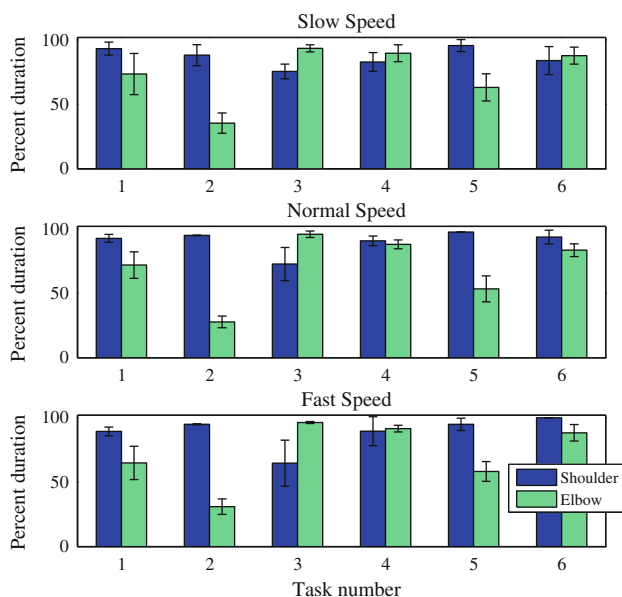 Slow Speed
Percent duration
100
50
0
1 2 3 4 5 6
Normal Speed
Percent duration
100
50
0
1 2 3 4 5 6
Fast Speed
Percent duration
100
50
0
Shoulder
Elbow
1 2 3 4 5 6
Task number